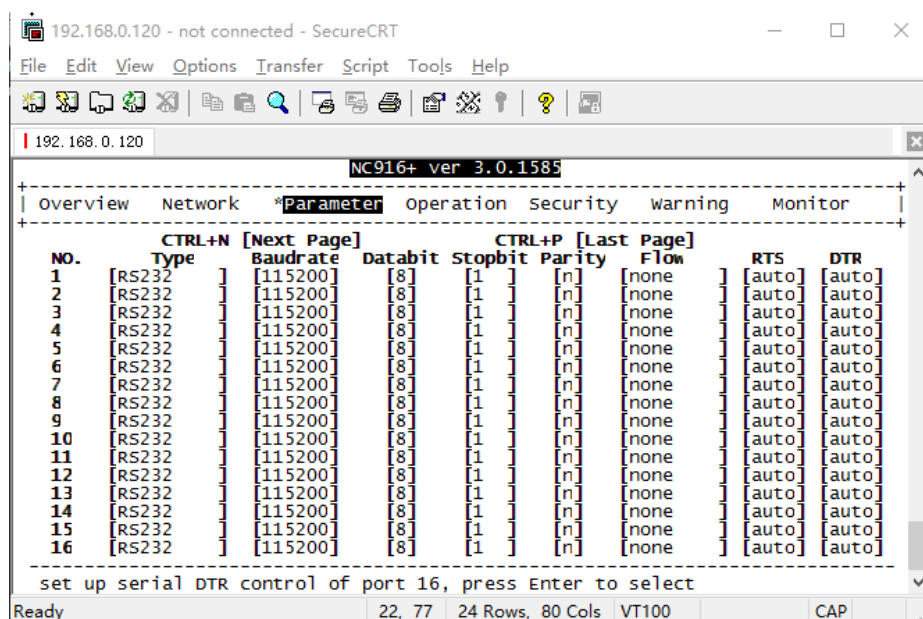 192.168.0.120 - not connected - SecureCRT
File Edit View Options Transfer Script Tools Help
192.168.0.120
NC916+ ver 3.0.1585
Overview Network *Parameter Operation Security Warning Monitor
CTRL+N [Next Page] CTRL+P [Last Page]
NO. Type Baudrate Databit Stopbit Parity Flow RTS DTR
1 [RS232 ] [115200] [8] [1 ] [n] [none ] [auto] [auto]
2 [RS232 ] [115200] [8] [1 ] [n] [none ] [auto] [auto]
3 [RS232 ] [115200] [8] [1 ] [n] [none ] [auto] [auto]
4 [RS232 ] [115200] [8] [1 ] [n] [none ] [auto] [auto]
5 [RS232 ] [115200] [8] [1 ] [n] [none ] [auto] [auto]
6 [RS232 ] [115200] [8] [1 ] [n] [none ] [auto] [auto]
7 [RS232 ] [115200] [8] [1 ] [n] [none ] [auto] [auto]
8 [RS232 ] [115200] [8] [1 ] [n] [none ] [auto] [auto]
9 [RS232 ] [115200] [8] [1 ] [n] [none ] [auto] [auto]
10 [RS232 ] [115200] [8] [1 ] [n] [none ] [auto] [auto]
11 [RS232 ] [115200] [8] [1 ] [n] [none ] [auto] [auto]
12 [RS232 ] [115200] [8] [1 ] [n] [none ] [auto] [auto]
13 [RS232 ] [115200] [8] [1 ] [n] [none ] [auto] [auto]
14 [RS232 ] [115200] [8] [1 ] [n] [none ] [auto] [auto]
15 [RS232 ] [115200] [8] [1 ] [n] [none ] [auto] [auto]
16 [RS232 ] [115200] [8] [1 ] [n] [none ] [auto] [auto]
set up serial DTR control of port 16, press Enter to select
Ready 22, 77 24 Rows, 80 Cols VT100 CAP